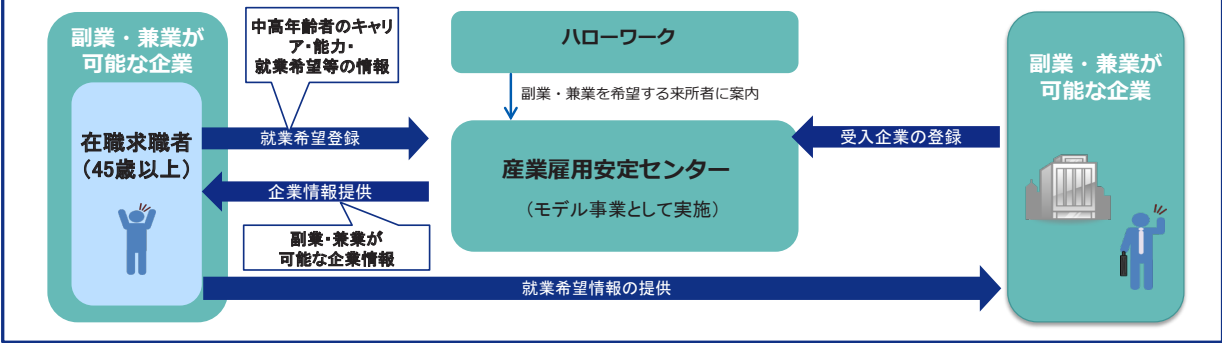 副業・兼業が
可能な企業
在職求職者
（45歳以上）
中高年齢者のキャリ
ア・能力・
就業希望等の情報
就業希望登録
企業情報提供
副業・兼業が
可能な企業情報
ハローワーク
副業・兼業を希望する来所者に案内
産業雇用安定センター
（モデル事業として実施）
受入企業の登録
副業・兼業が
可能な企業
就業希望情報の提供